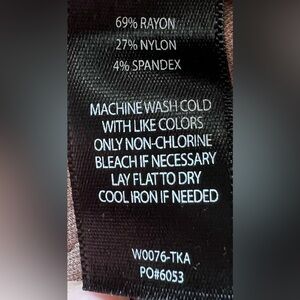 69% RAYON
27% NYLON
4% SPANDEX
MACHINE WASH COLD
WITH LIKE COLORS
ONLY NON-CHLORINE
BLEACH IF NECESSARY
LAY FLAT TO DRY
COOL IRON IF NEEDED
W0076-TKA
PO#6053